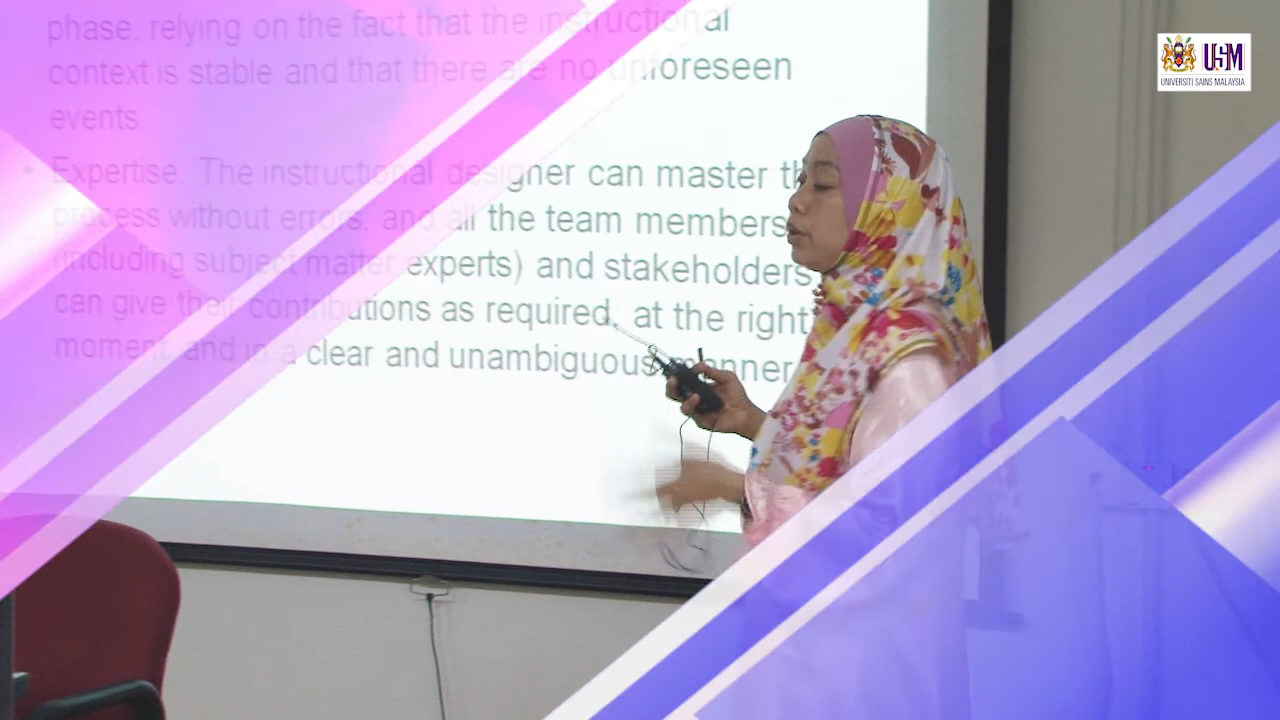 phase, relying on the fact that the instructional
context is stable and that there are no unforeseen
events.
• Expertise. The instructional designer can master
process without errors, and all the team members
(including subject matter experts) and stakeholders
can give their contributions as required, at the right
moment, and in a clear and unambiguous manner
USM
UNIVERSITI SAINS MALAYSIA